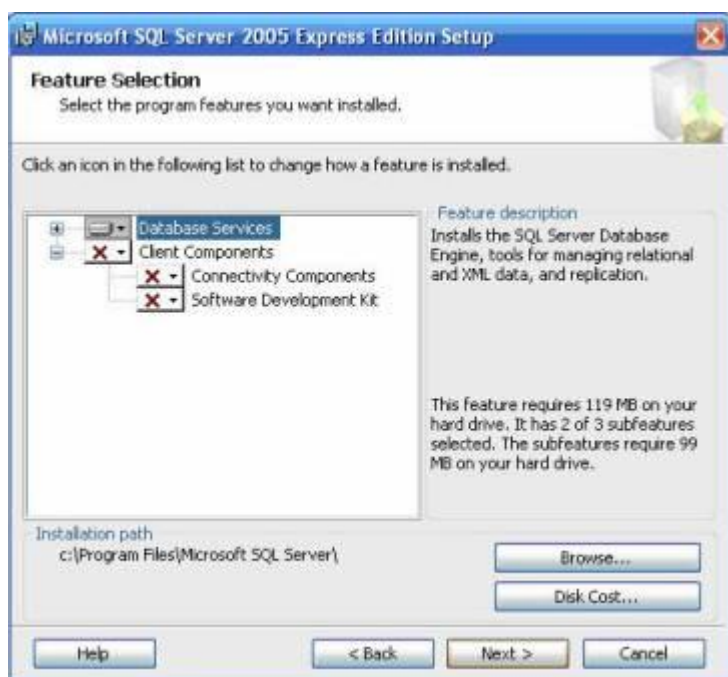 Microsoft SQL Server 2005 Express Edition Setup
Feature Selection
Select the program features you want installed.
Click an icon in the following list to change how a feature is installed.
Database Services
Client Components
Connectivity Components
Software Development Kit
Feature description
Installs the SQL Server Database
Engine, tools for managing relational
and XML data, and replication.
This feature requires 119 MB on your
hard drive. It has 2 of 3 subfeatures
selected. The subfeatures require 99
MB on your hard drive.
Installation path
c:\Program Files\Microsoft SQL Server\
Browse...
Disk Cost...
Help
< Back
Next >
Cancel